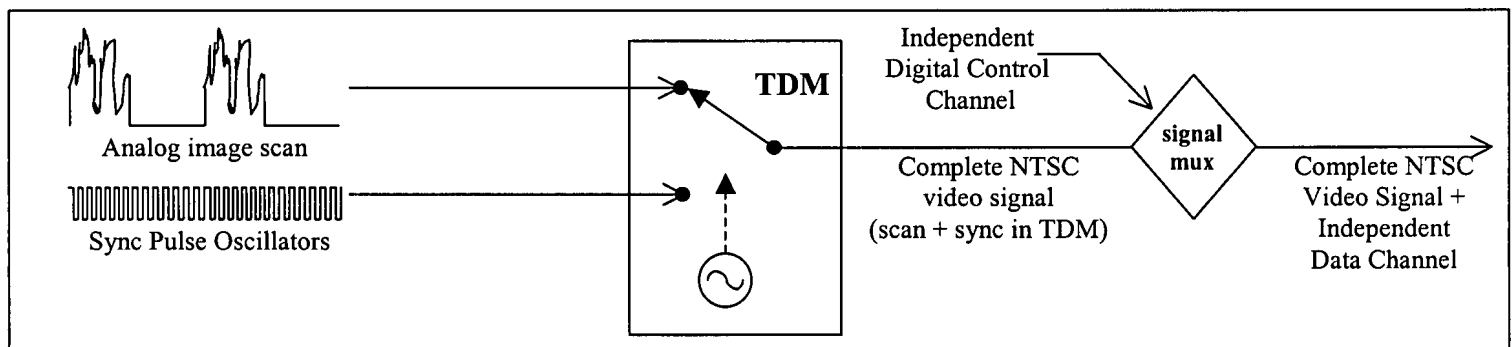 Analog image scan
Sync Pulse Oscillators
TDM
Independent
Digital Control
Channel
Complete NTSC
video signal
(scan + sync in TDM)
signal
mux
Complete NTSC
Video Signal +
Independent
Data Channel